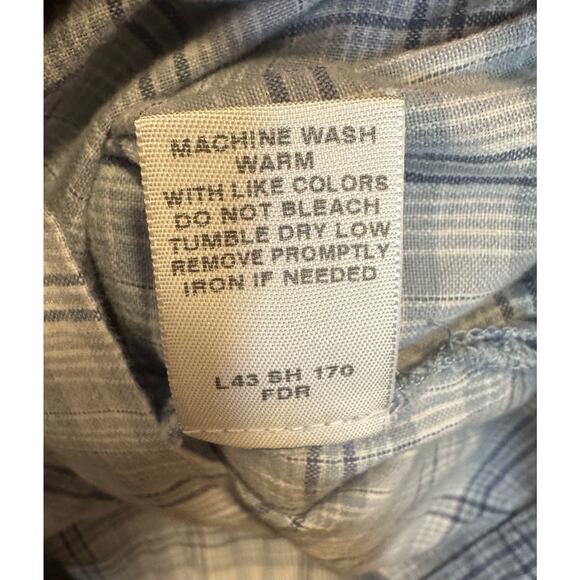 MACHINE WASH
WARM
WITH LIKE COLORS
DO NOT BLEACH
TUMBLE DRY LOW
REMOVE PROMPTLY
IRON IF NEEDED
L43 SH 170
FDR